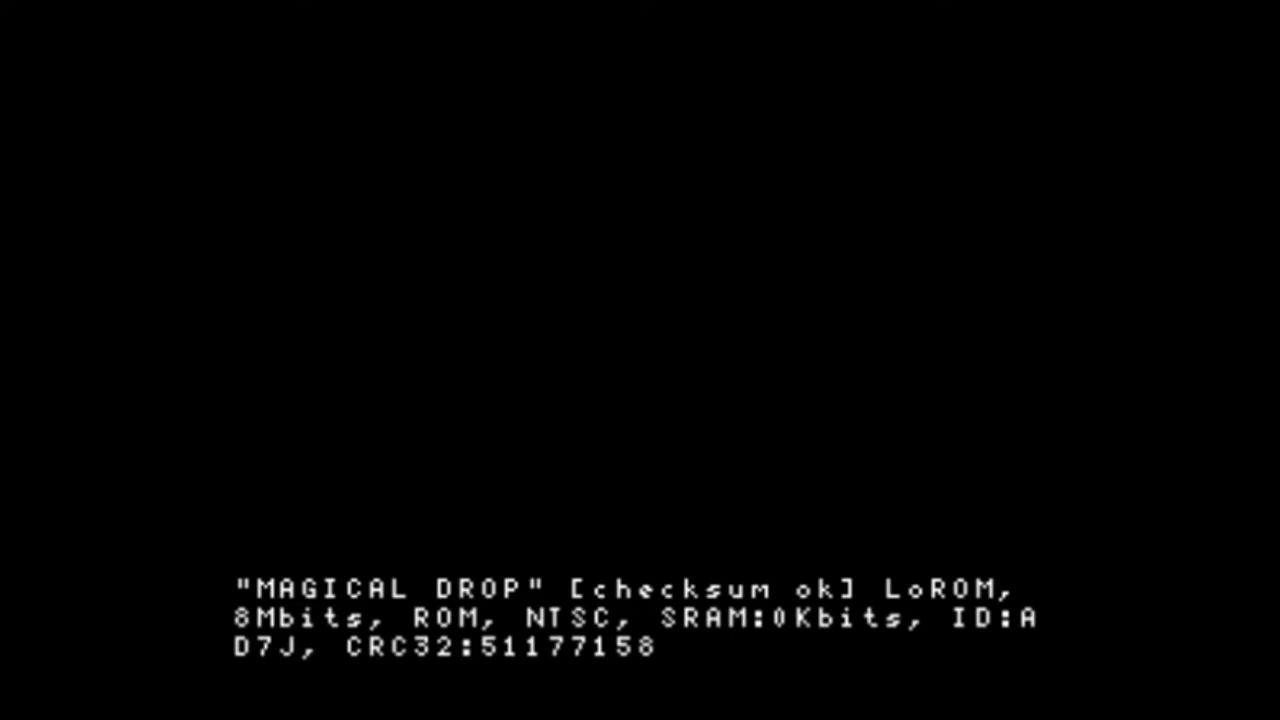 "MAGICAL DROP" [checksum ok] LoROM,
8Mbits, ROM, NTSC, SRAM:0Kbits, ID:A
D7J, CRC32:51177158